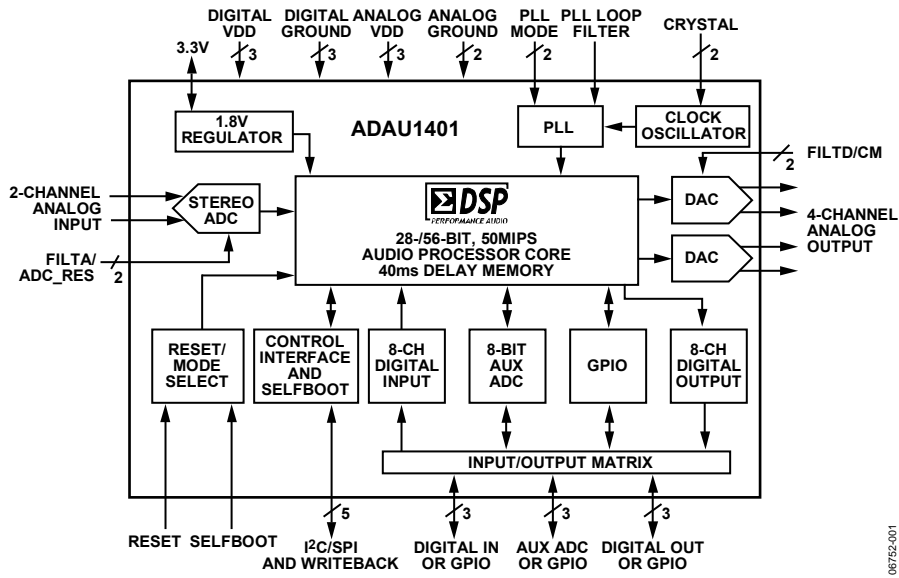 DIGITAL
VDD
DIGITAL
GROUND
ANALOG
VDD
ANALOG
GROUND
PLL
MODE
PLL LOOP
FILTER
CRYSTAL
3.3V
3
3
3
2
2
2
1.8V
REGULATOR
ADAU1401
PLL
CLOCK
OSCILLATOR
FILTD/CM
2
2-CHANNEL
ANALOG
INPUT
STEREO
ADC
DSP
PERFORMANCE AUDIO
28-/56-BIT, 50MIPS
AUDIO PROCESSOR CORE
40ms DELAY MEMORY
DAC
DAC
4-CHANNEL
ANALOG
OUTPUT
FILTA/
ADC_RES
2
RESET/
MODE
SELECT
CONTROL
INTERFACE
AND
SELFBOOT
8-CH
DIGITAL
INPUT
8-BIT
AUX
ADC
GPIO
8-CH
DIGITAL
OUTPUT
INPUT/OUTPUT MATRIX
5
3
3
3
RESET
SELFBOOT
I2C/SPI
AND WRITEBACK
DIGITAL IN
OR GPIO
AUX ADC
OR GPIO
DIGITAL OUT
OR GPIO
06752-001